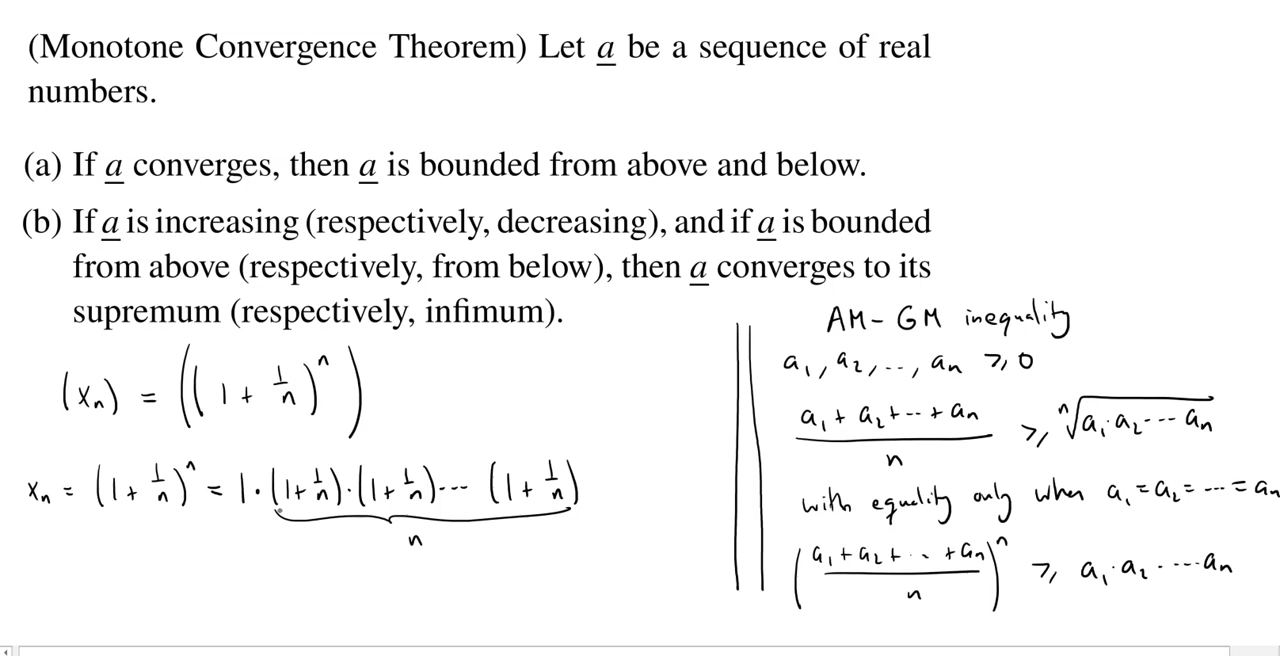 (Monotone Convergence Theorem) Let a be a sequence of real
numbers.
(a) If a converges, then a is bounded from above and below.
(b) If a is increasing (respectively, decreasing), and if a is bounded
from above (respectively, from below), then a converges to its
supremum (respectively, infimum).
(xₙ) = ((1 + 1/n)ⁿ)
xₙ = (1 + 1/n)ⁿ = 1·(1 + 1/n)·(1 + 1/n)··· (1 + 1/n)
n
AM-GM inequality
a₁, a₂, ..., aₙ ≥ 0
(a₁ + a₂ + ··· + aₙ)/n ≥ ⁿ√(a₁·a₂···aₙ)
with equality only when a₁ = a₂ = ··· = aₙ
((a₁ + a₂ + ··· + aₙ)/n)ⁿ ≥ a₁·a₂·····aₙ